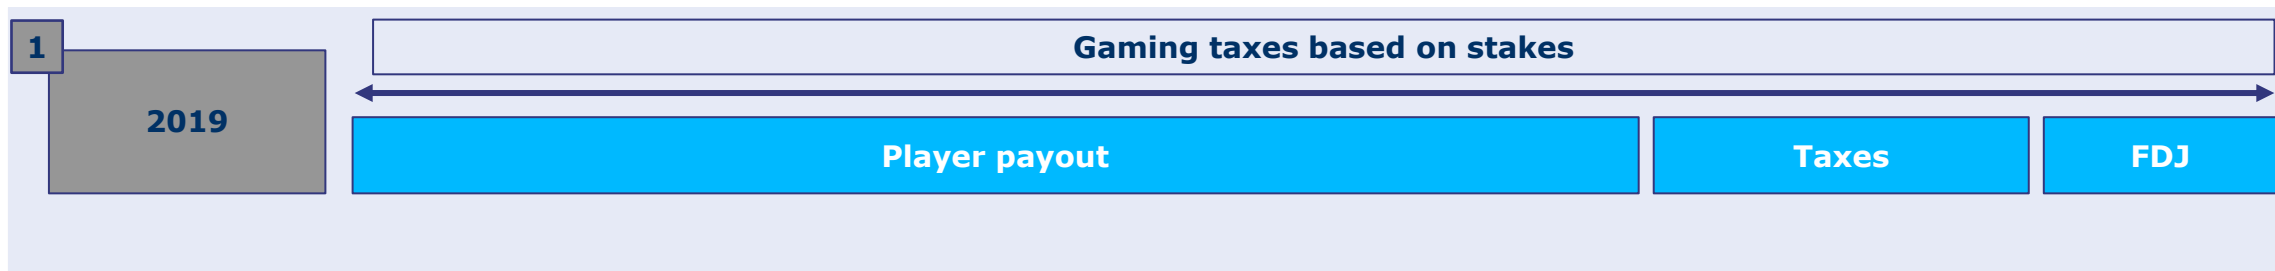 1
Gaming taxes based on stakes
2019
Player payout
Taxes
FDJ